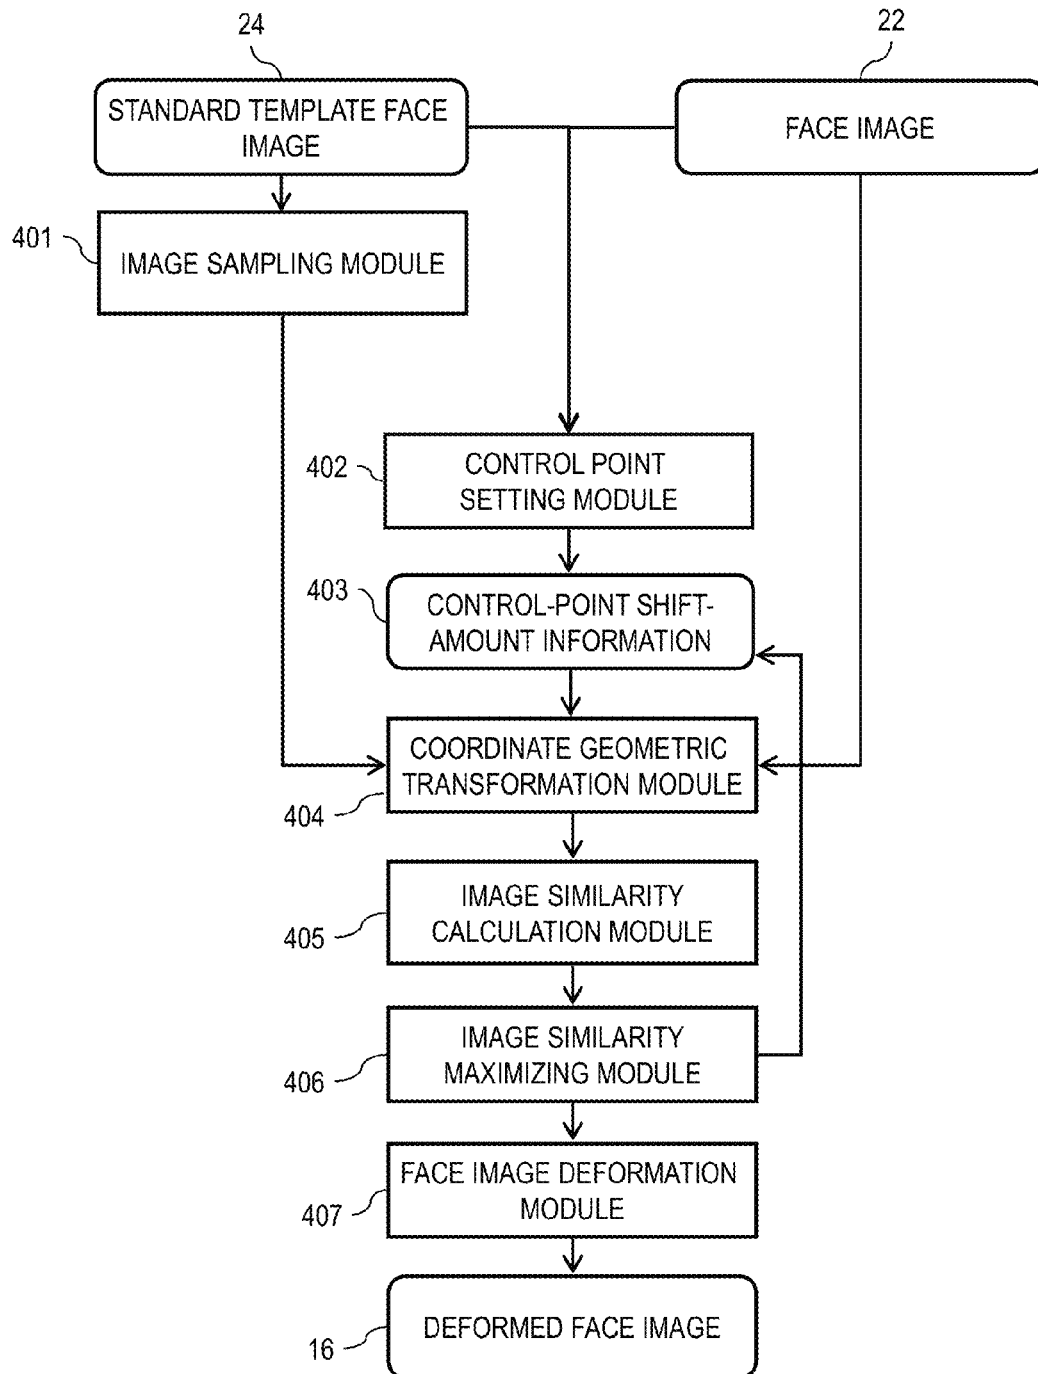 24
22
STANDARD TEMPLATE FACE
IMAGE
FACE IMAGE
401
IMAGE SAMPLING MODULE
402
CONTROL POINT
SETTING MODULE
403
CONTROL-POINT SHIFT-
AMOUNT INFORMATION
COORDINATE GEOMETRIC
TRANSFORMATION MODULE
404
IMAGE SIMILARITY
CALCULATION MODULE
405
IMAGE SIMILARITY
MAXIMIZING MODULE
406
FACE IMAGE DEFORMATION
MODULE
407
DEFORMED FACE IMAGE
16